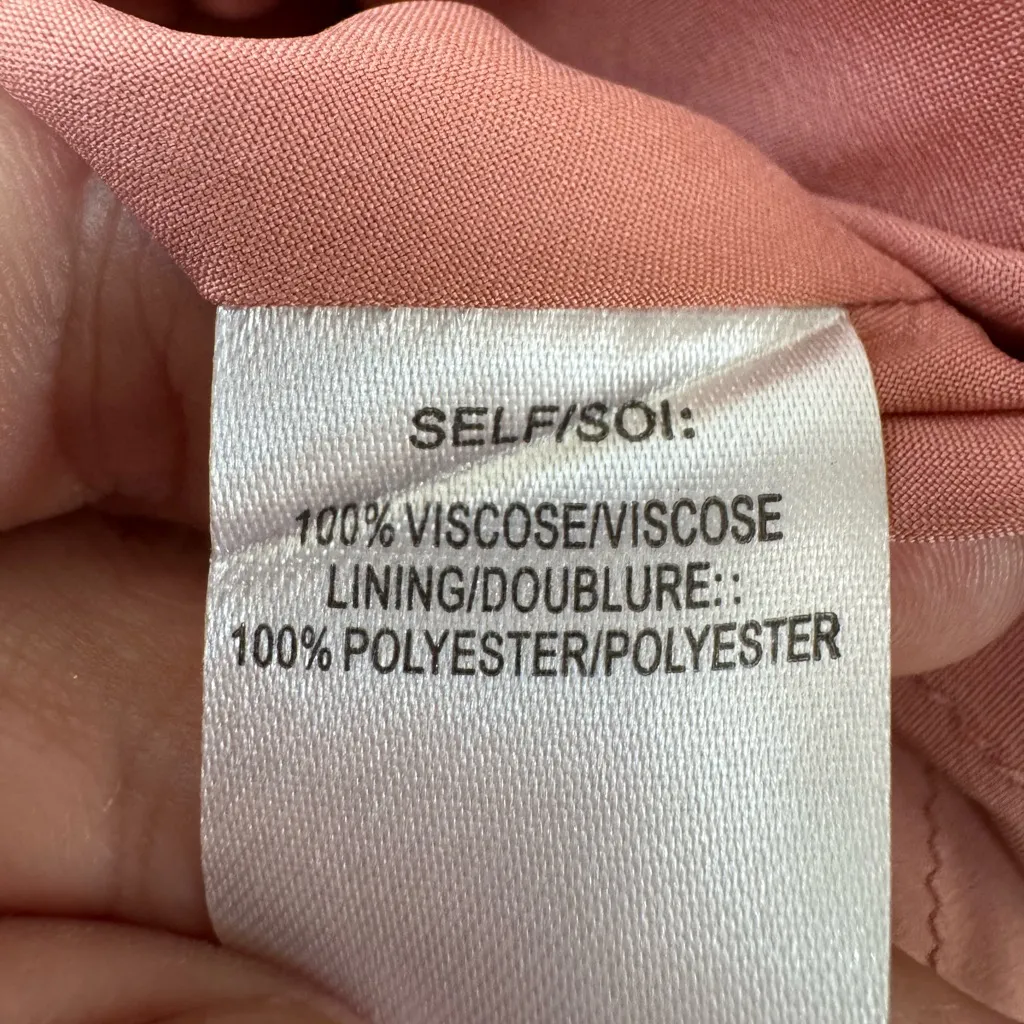 SELF/SOI:
100% VISCOSE/VISCOSE
LINING/DOUBLURE::
100% POLYESTER/POLYESTER